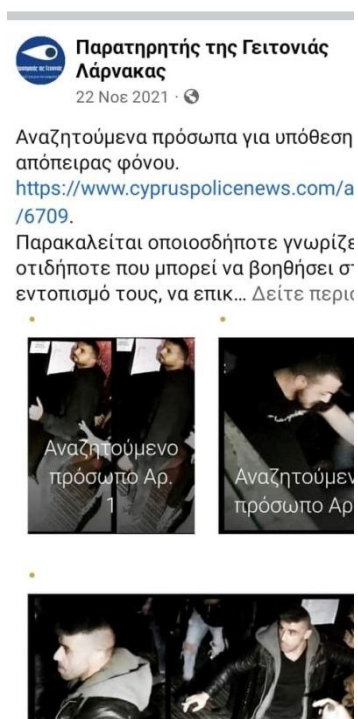 Παρατηρητής της Γειτονιάς
Λάρνακας
22 Νοε 2021 ·
Αναζητούμενα πρόσωπα για υπόθεση
απόπειρας φόνου.
https://www.cypruspolicenews.com/a
/6709.
Παρακαλείται οποιοσδήποτε γνωρίζε
οτιδήποτε που μπορεί να βοηθήσει στ
εντοπισμό τους, να επικ... Δείτε περισ
Αναζητούμενο
πρόσωπο Αρ.
1
Αναζητούμεν
πρόσωπο Αρ